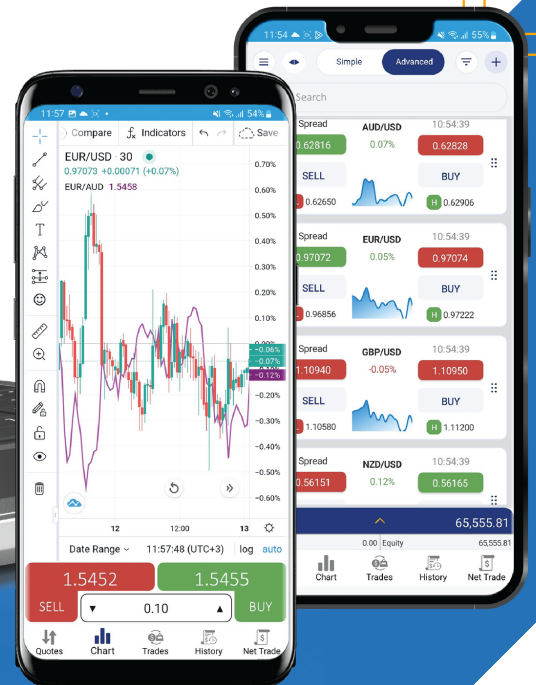 11:57
54%
Compare
Indicators
Save
EUR/USD · 30
0.97073 +0.00071 (+0.07%)
EUR/AUD 1.5458
T
0.70%
0.60%
0.50%
0.40%
0.30%
0.20%
0.10%
0.00%
−0.06%
−0.07%
−0.12%
−0.20%
−0.30%
−0.40%
−0.50%
−0.60%
12
12:00
13
Date Range
11:57:48 (UTC+3)
log
auto
1.5452
1.5455
SELL
0.10
BUY
Quotes
Chart
Trades
History
Net Trade
11:54
55%
Simple
Advanced
Search
Spread
AUD/USD
10:54:39
0.62816
0.07%
0.62828
SELL
BUY
0.62650
H 0.62906
Spread
EUR/USD
10:54:39
0.97072
0.05%
0.97074
SELL
BUY
0.96856
H 0.97222
Spread
GBP/USD
10:54:39
1.10940
-0.05%
1.10950
SELL
BUY
1.10580
H 1.11200
Spread
NZD/USD
10:54:39
0.56151
0.12%
0.56165
65,555.81
0.00 Equity
65,555.81
Chart
Trades
History
Net Trade